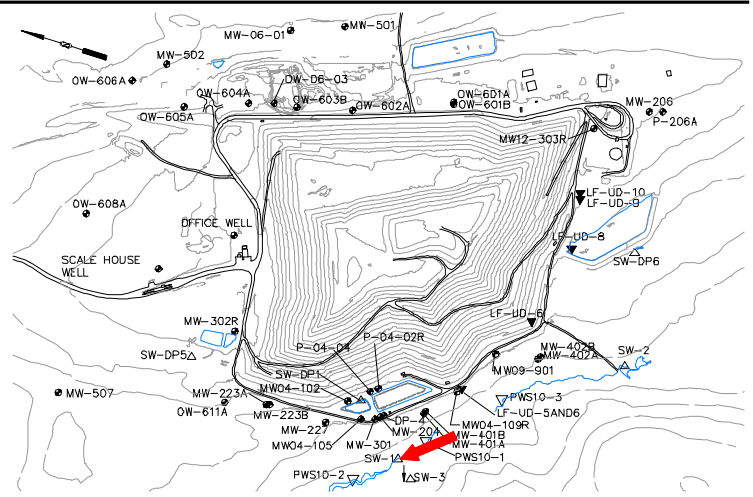 MW-501
MW-06-01
MW-502
OW-606A
OW-604A
OW-D6-03
OW-603B
OW-602A
OW-6D1A
OW-601B
MW-206
P-206A
OW-605A
MW12-303R
OW-608A
OFFICE WELL
LF-UD-10
LF-UD-9
LF-UD-8
SW-DP6
SCALE HOUSE
WELL
MW-302R
P-04-04
P-04-02R
LF-UD-6
SW-DP5
SW-DP1
MW04-102
MW-402B
MW-402A
SW-2
MW09-901
MW-507
MW-223A
OW-611A
MW-223B
MW-227
MW04-105
MW-301
DP-4
MW-204
PWS10-3
LF-UD-5AND6
MW04-109R
MW-401B
MW-401A
PWS10-1
SW-1
PWS10-2
SW-3